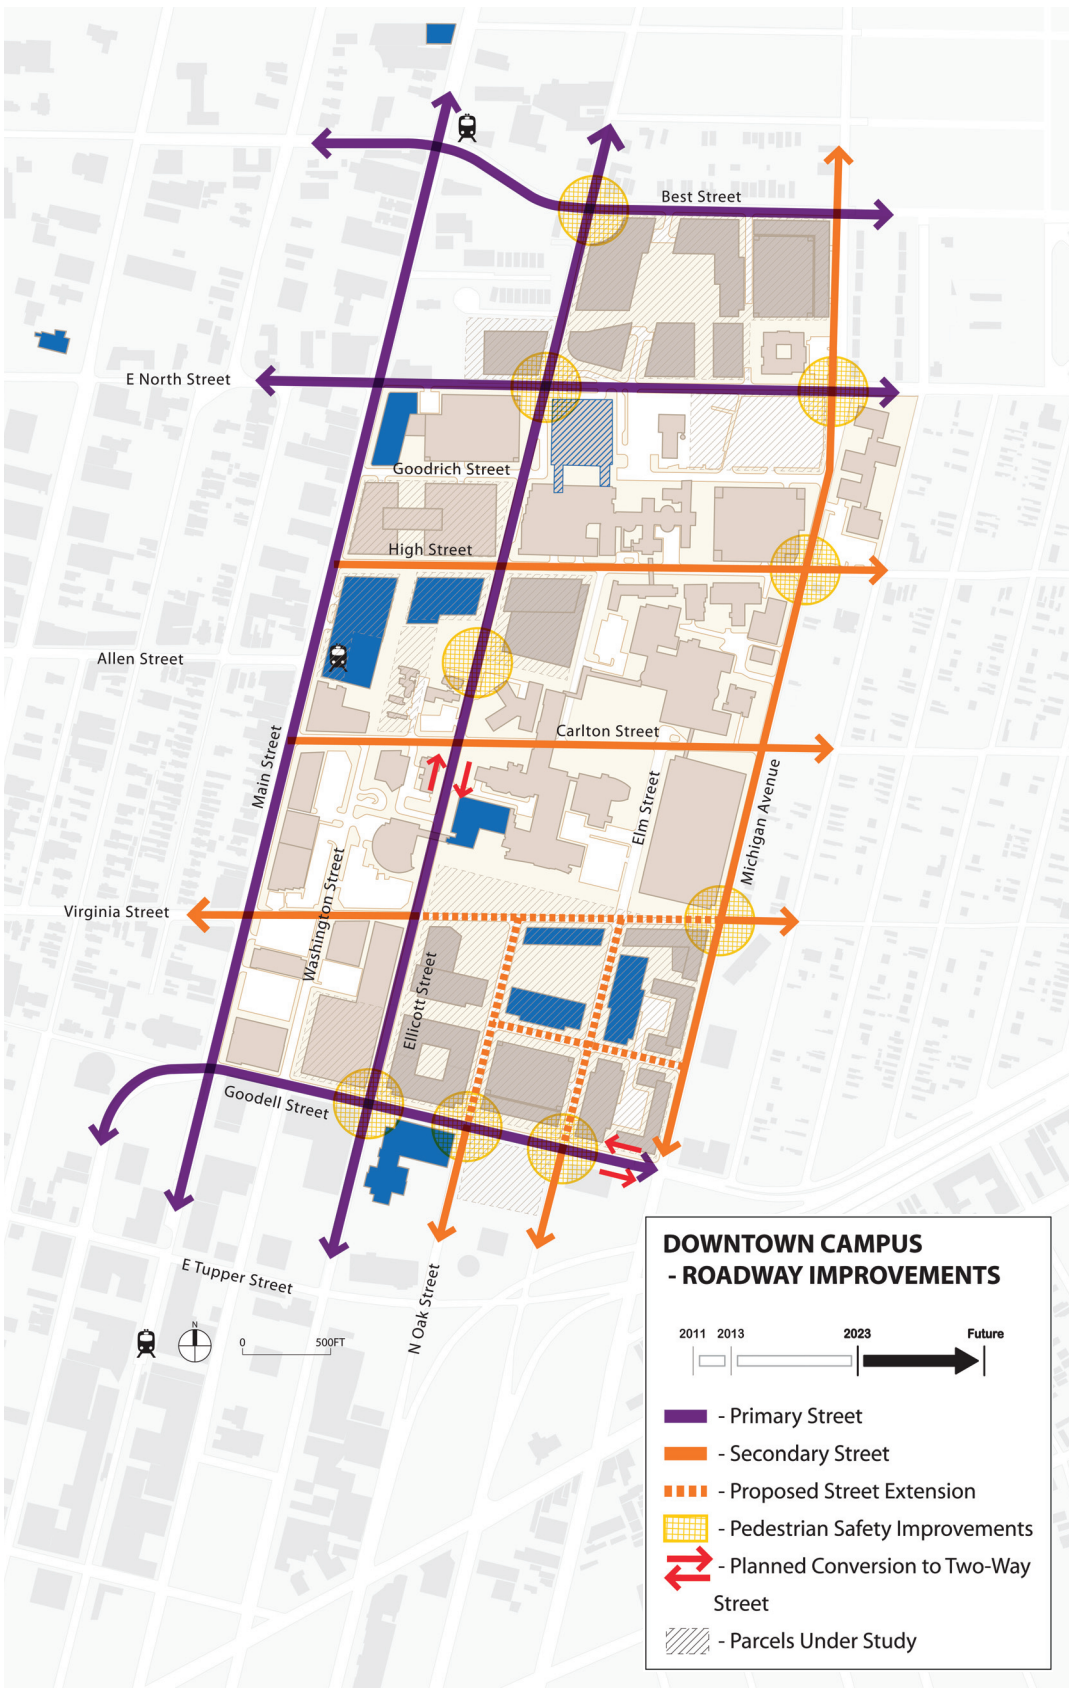 Best Street
E North Street
Goodrich Street
High Street
Allen Street
Carlton Street
Main Street
Elm Street
Michigan Avenue
Washington Street
Virginia Street
Ellicott Street
Goodell Street
E Tupper Street
N Oak Street
N
0 500FT
DOWNTOWN CAMPUS
- ROADWAY IMPROVEMENTS
2011 2013 2023 Future
- Primary Street
- Secondary Street
- Proposed Street Extension
- Pedestrian Safety Improvements
- Planned Conversion to Two-Way
Street
- Parcels Under Study